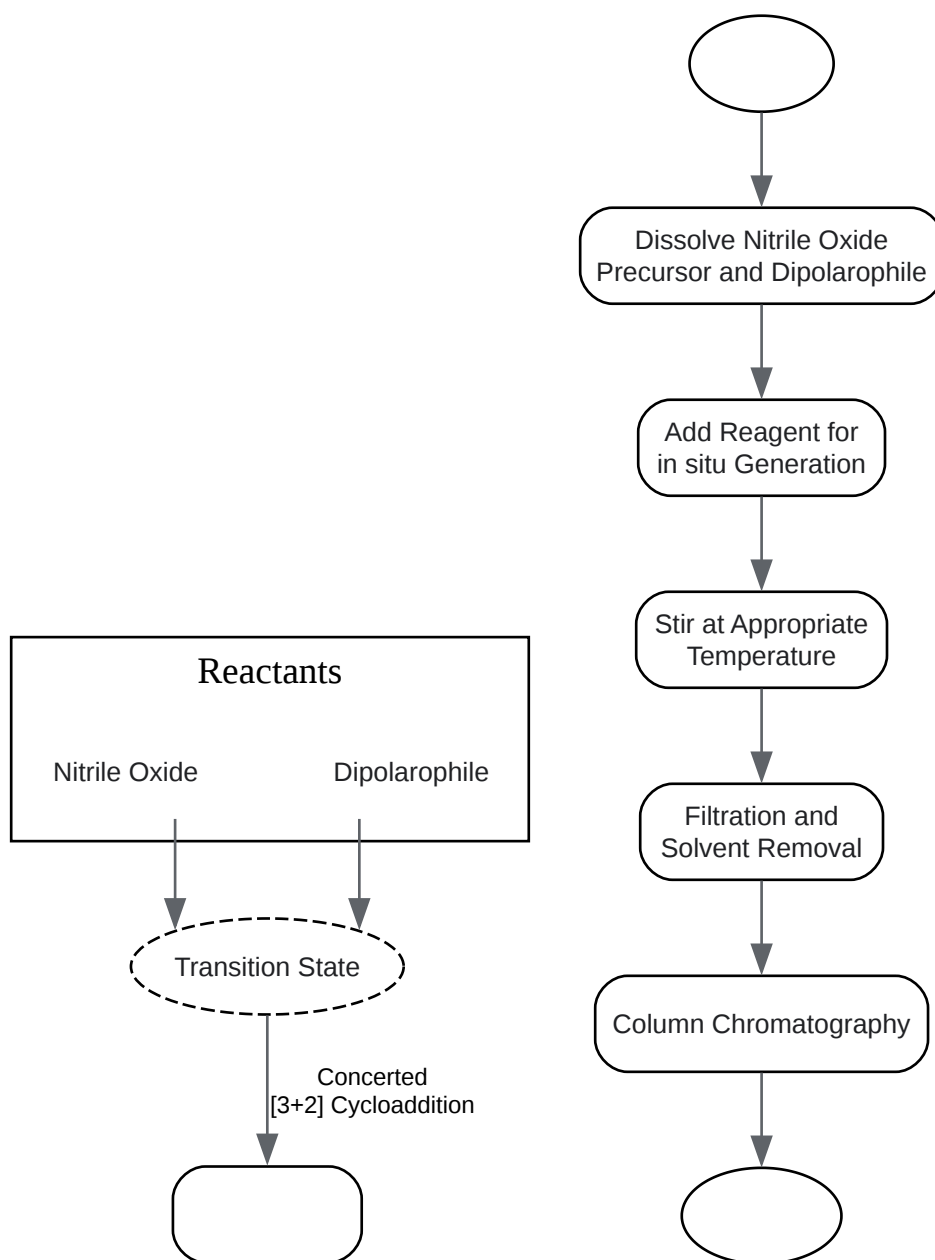 Reactants
Nitrile Oxide
Dipolarophile
Transition State
Concerted
[3+2] Cycloaddition
Dissolve Nitrile Oxide
Precursor and Dipolarophile
Add Reagent for
in situ Generation
Stir at Appropriate
Temperature
Filtration and
Solvent Removal
Column Chromatography